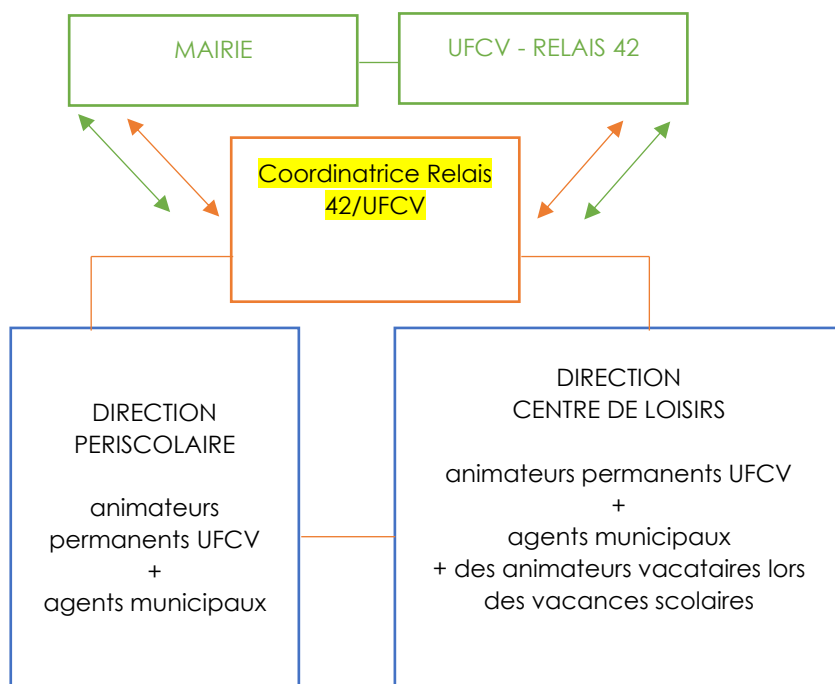 MAIRIE
UFCV - RELAIS 42
Coordinatrice Relais
42/UFCV
DIRECTION
PERISCOLAIRE
animateurs
permanents UFCV
+
agents municipaux
DIRECTION
CENTRE DE LOISIRS
animateurs permanents UFCV
+
agents municipaux
+ des animateurs vacataires lors
des vacances scolaires